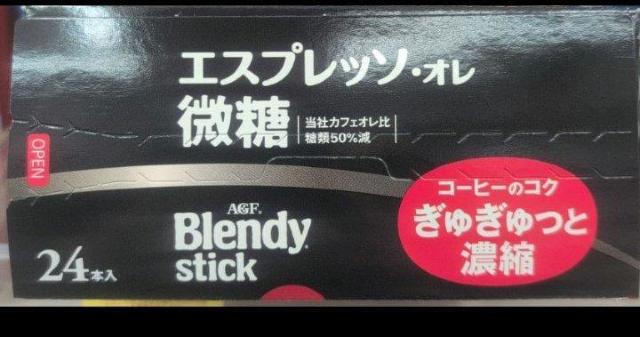 エスプレッソ・オレ
微糖
当社カフェオレ比
糖類50%減
OPEN
コーヒーのコク
ぎゅぎゅっと
濃縮
AGF®
Blendy®
stick
24本入